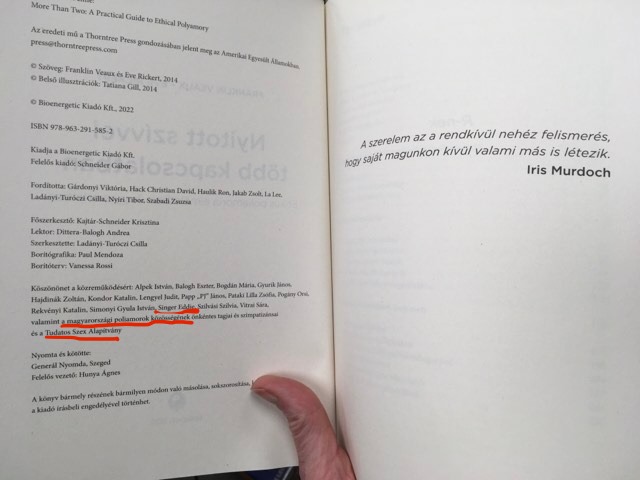 More Than Two: A Practical Guide to Ethical Polyamory
Az eredeti mű a Thorntree Press gondozásában jelent meg az Amerikai Egyesült Államokban.
press@thorntreepress.com
© Szöveg: Franklin Veaux és Eve Rickert, 2014
© Belső illusztrációk: Tatiana Gill, 2014
© Bioenergetic Kiadó Kft., 2022
ISBN 978-963-291-585-2
Kiadja a Bioenergetic Kiadó Kft.
Felelős kiadó: Schneider Gábor
Fordította: Gárdonyi Viktória, Hack Christian David, Haulik Ron, Jakab Zsolt, La Lee,
Ladányi-Turóczi Csilla, Nyíri Tibor, Szabadi Zsuzsa
Főszerkesztő: Kajtár-Schneider Krisztina
Lektor: Dittera-Balogh Andrea
Szerkesztette: Ladányi-Turóczi Csilla
Borítógrafika: Paul Mendoza
Borítóterv: Vanessa Rossi
Köszönönet a közreműködésért: Alpek István, Balogh Eszter, Bogdán Mária, Gyurik János,
Hajdinák Zoltán, Kondor Katalin, Lengyel Judit, Papp „PJ” János, Pataki Lilla Zsófia, Pogány Orsi,
Rekvényi Katalin, Simonyi Gyula István, Singer Eddie, Szilvási Szilvia, Vitrai Sára,
valamint a magyarországi poliamorok közösségének önkéntes tagjai és szimpatizánsai
és a Tudatos Szex Alapítvány
Nyomta és kötötte:
Generál Nyomda, Szeged
Felelős vezető: Hunya Ágnes
A könyv bármely részének bármilyen módon való másolása, sokszorosítása,
a kiadó írásbeli engedélyével történhet.
A szerelem az a rendkívül nehéz felismerés,
hogy saját magunkon kívül valami más is létezik.
Iris Murdoch